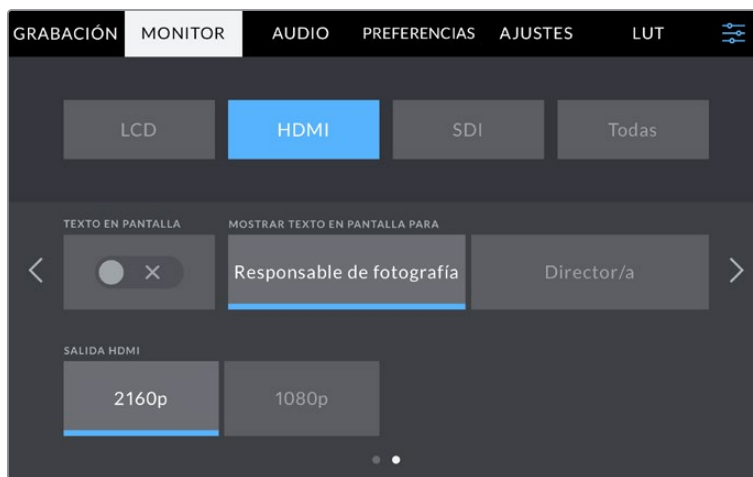 GRABACIÓN MONITOR AUDIO PREFERENCIAS AJUSTES LUT
LCD HDMI SDI Todas
TEXTO EN PANTALLA MOSTRAR TEXTO EN PANTALLA PARA
Responsable de fotografía Director/a
SALIDA HDMI
2160p 1080p